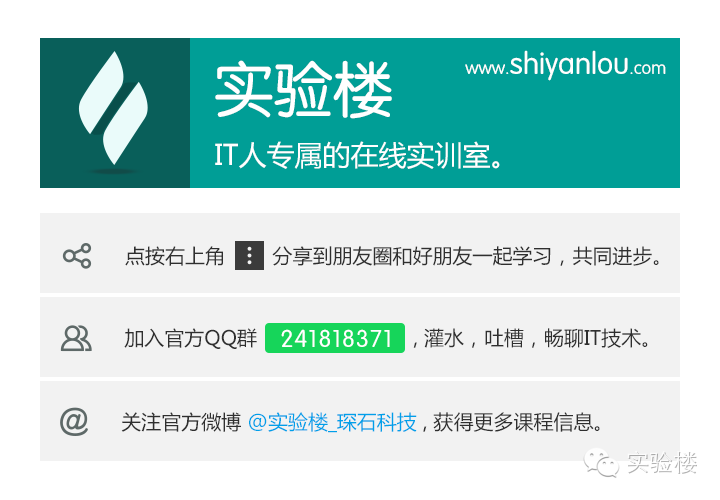 实验楼
www.shiyanlou.com
IT人专属的在线实训室。
点按右上角 分享到朋友圈和好朋友一起学习，共同进步。
加入官方QQ群 241818371，灌水，吐槽，畅聊IT技术。
关注官方微博 @实验楼_琛石科技，获得更多课程信息。
实验楼